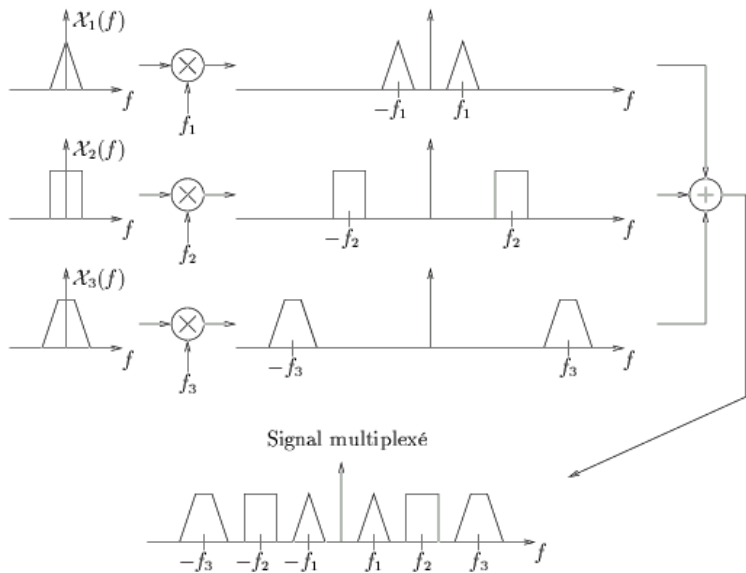 𝒳₁(f)
f
f₁
−f₁ f₁
f
𝒳₂(f)
f
f₂
−f₂ f₂
f
𝒳₃(f)
f
f₃
−f₃ f₃
f
Signal multiplexé
−f₃ −f₂ −f₁ f₁ f₂ f₃ f